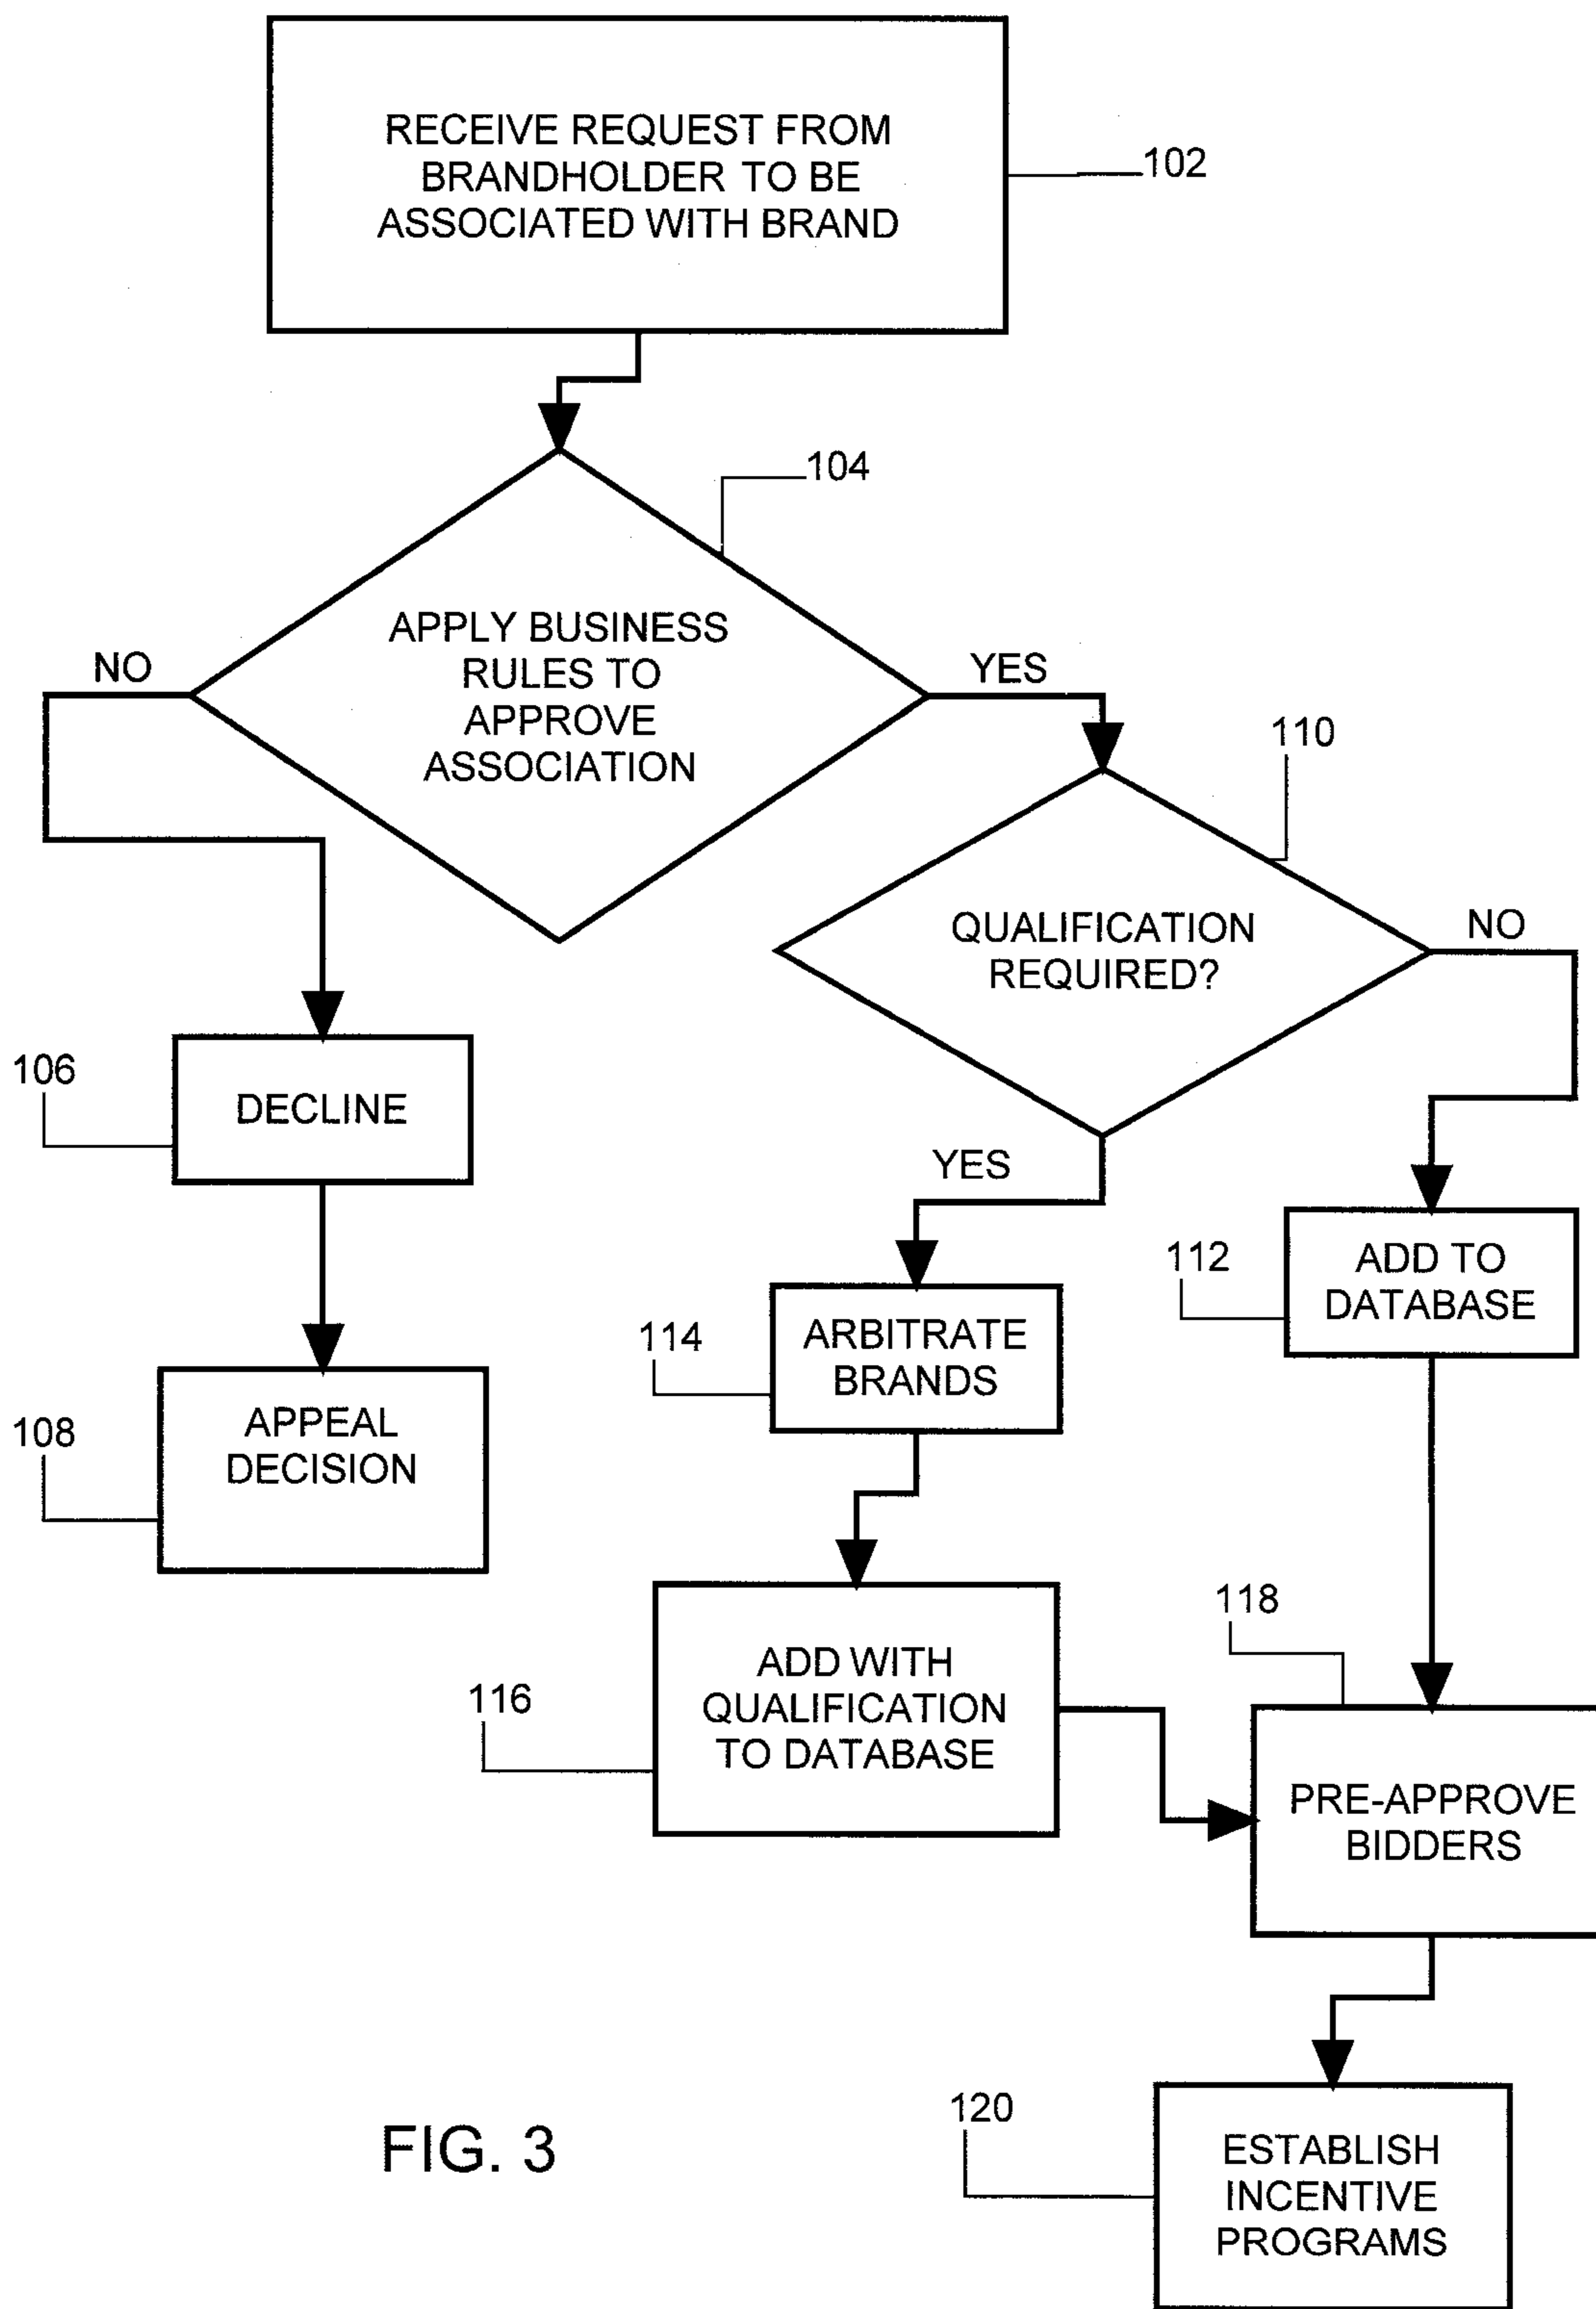 RECEIVE REQUEST FROM
BRANDHOLDER TO BE
ASSOCIATED WITH BRAND
102
104
APPLY BUSINESS
RULES TO
APPROVE
ASSOCIATION
NO
YES
110
QUALIFICATION
REQUIRED?
NO
YES
106
DECLINE
108
APPEAL
DECISION
114
ARBITRATE
BRANDS
112
ADD TO
DATABASE
116
ADD WITH
QUALIFICATION
TO DATABASE
118
PRE-APPROVE
BIDDERS
120
ESTABLISH
INCENTIVE
PROGRAMS
FIG. 3